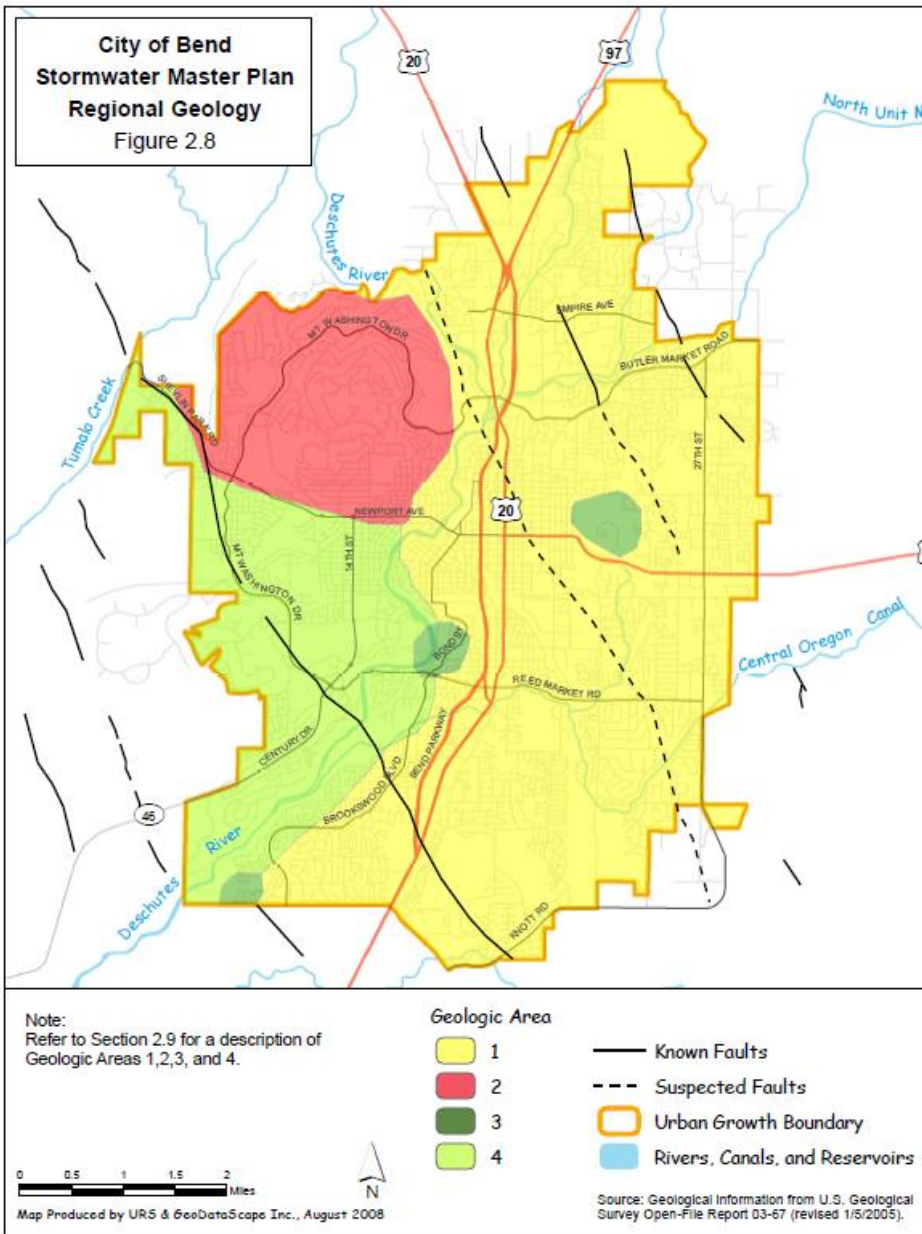 City of Bend
Stormwater Master Plan
Regional Geology
Figure 2.8
20
97
North Unit N
Deschutes River
EMPIRE AVE
MT WASHINGTON DR
BUTLER MARKET ROAD
Tumalo Creek
SHEVLIN PARK RD
27TH ST
20
NEWPORT AVE
14TH ST
MT WASHINGTON DR
BOND ST
Central Oregon Canal
REED MARKET RD
CENTURY DR
BEND PARKWAY
BROOKSWOOD BLVD
46
Deschutes River
KNOTT RD
Note:
Refer to Section 2.9 for a description of
Geologic Areas 1,2,3, and 4.
Geologic Area
1
2
3
4
Known Faults
Suspected Faults
Urban Growth Boundary
Rivers, Canals, and Reservoirs
0 0.5 1 1.5 2
Miles
N
Map Produced by URS & GeoDataScape Inc., August 2008
Source: Geological Information from U.S. Geological
Survey Open-File Report 03-67 (revised 1/5/2005).